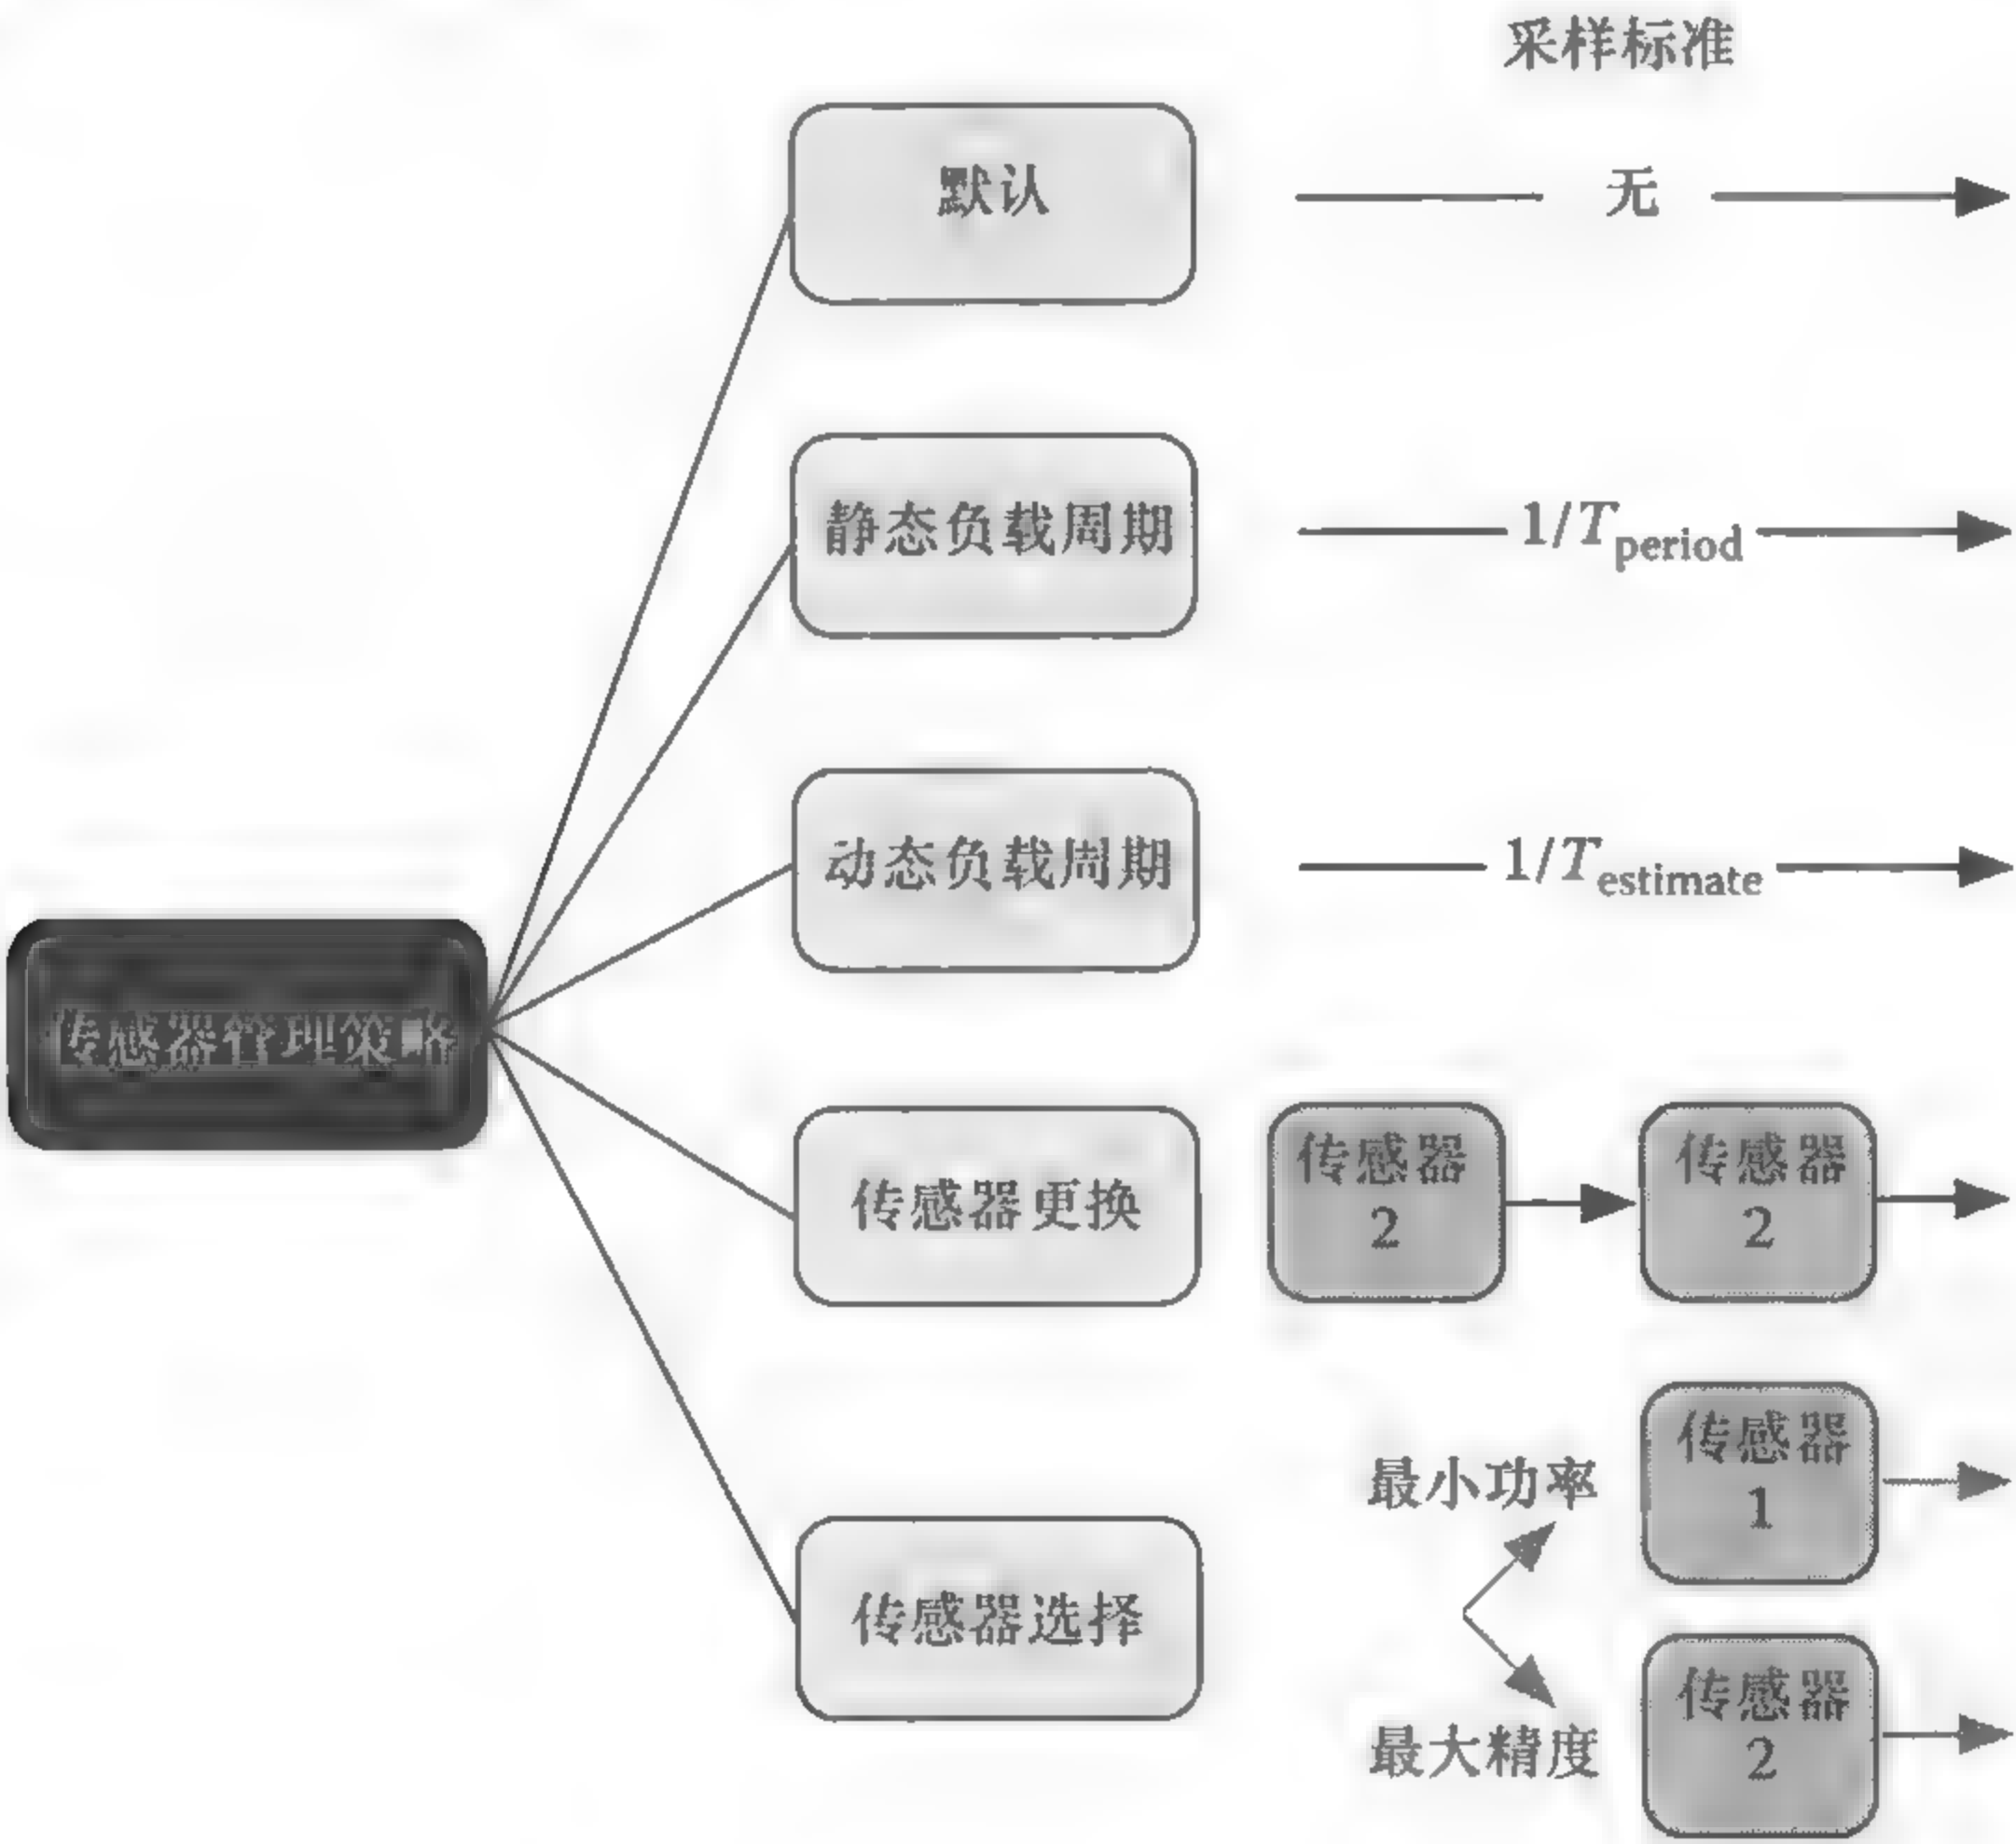 采样标准
默认
无
静态负载周期
1/T_period
动态负载周期
1/T_estimate
传感器管理策略
传感器更换
传感器
2
传感器
2
传感器选择
最小功率
传感器
1
最大精度
传感器
2